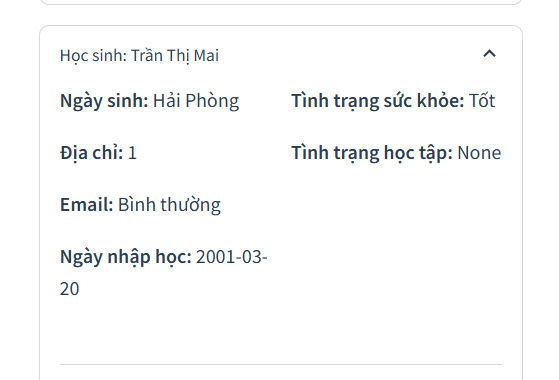 Học sinh: Trần Thị Mai
Ngày sinh: Hải Phòng
Tình trạng sức khỏe: Tốt
Địa chỉ: 1
Tình trạng học tập: None
Email: Bình thường
Ngày nhập học: 2001-03-
20